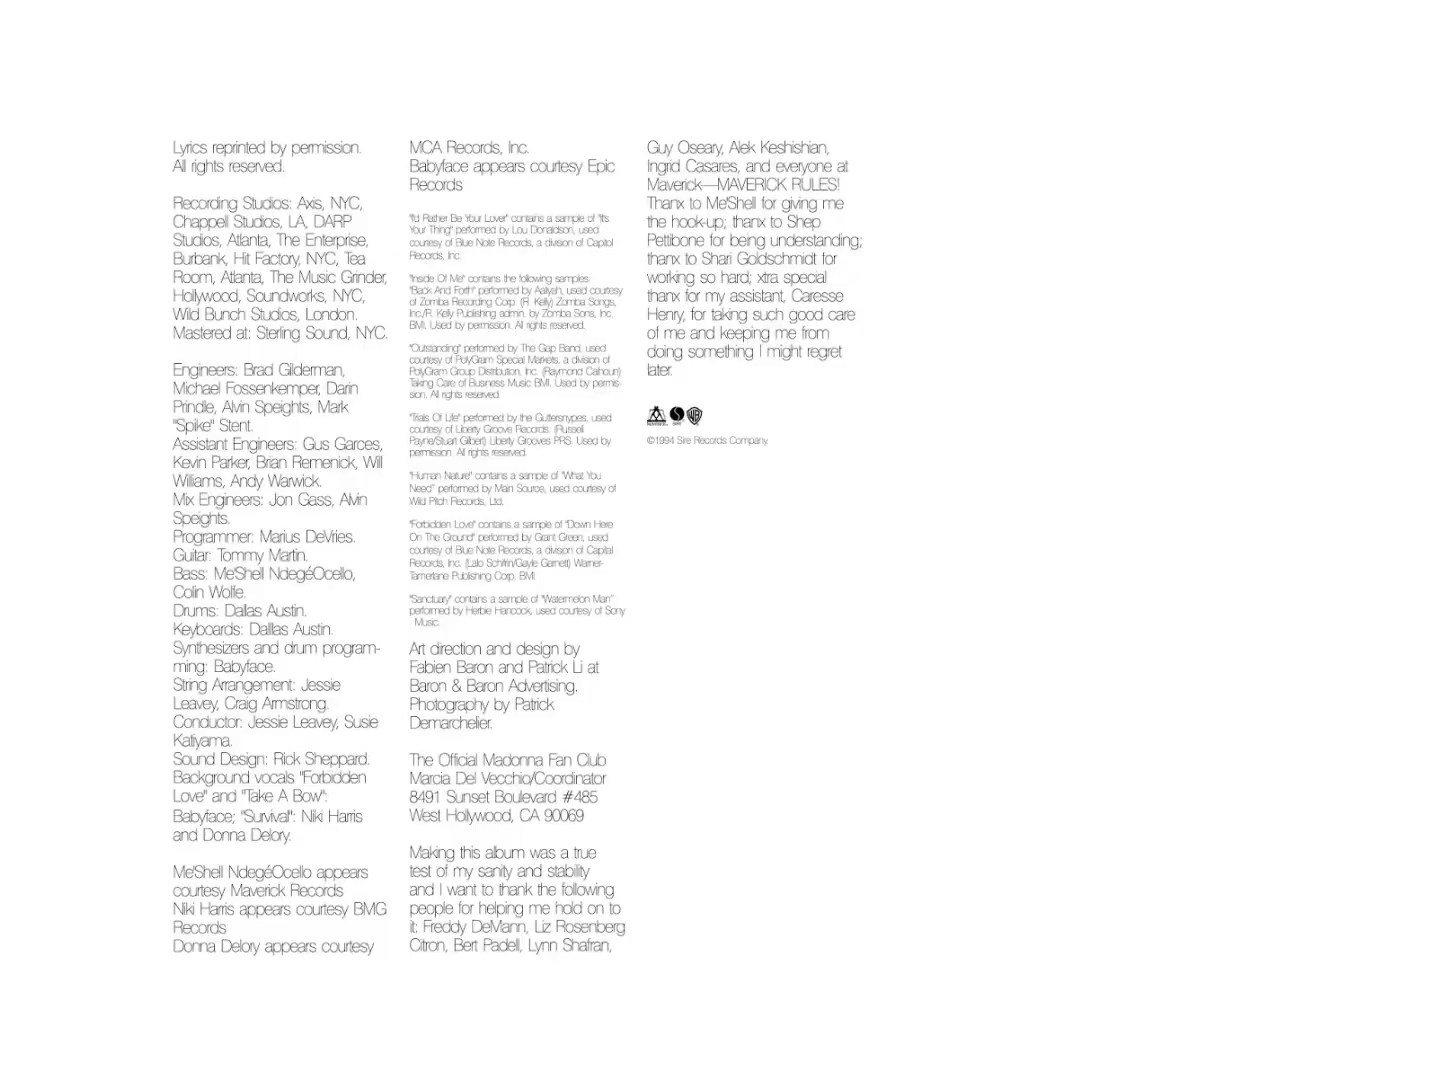 Lyrics reprinted by permission.
All rights reserved.
Recording Studios: Axis, NYC,
Chappell Studios, LA, DARP
Studios, Atlanta, The Enterprise,
Burbank, Hit Factory, NYC, Tea
Room, Atlanta, The Music Grinder,
Hollywood, Soundworks, NYC,
Wild Bunch Studios, London.
Mastered at: Sterling Sound, NYC.
Engineers: Brad Gilderman,
Michael Fossenkemper, Darin
Prindle, Alvin Speights, Mark
"Spike" Stent.
Assistant Engineers: Gus Garces,
Kevin Parker, Brian Remenick, Will
Williams, Andy Warwick.
Mix Engineers: Jon Gass, Alvin
Speights.
Programmer: Marius DeVries.
Guitar: Tommy Martin.
Bass: Me'Shell NdegéOcello,
Colin Wolfe.
Drums: Dallas Austin.
Keyboards: Dalllas Austin.
Synthesizers and drum program-
ming: Babyface.
String Arrangement: Jessie
Leavey, Craig Armstrong.
Conductor: Jessie Leavey, Susie
Katiyama.
Sound Design: Rick Sheppard.
Background vocals "Forbidden
Love" and "Take A Bow":
Babyface; "Survival": Niki Harris
and Donna Delory.
Me'Shell NdegéOcello appears
courtesy Maverick Records
Niki Harris appears courtesy BMG
Records
Donna Delory appears courtesy
MCA Records, Inc.
Babyface appears courtesy Epic
Records
"I'd Rather Be Your Lover" contains a sample of "It's
Your Thing" peformed by Lou Donaldson, used
courtesy of Blue Note Records, a division of Capitol
Records, Inc.
"Inside Of Me" contains the following samples:
"Back And Forth" performed by Aaliyah, used courtesy
of Zomba Recording Corp. (R. Kelly) Zomba Songs,
Inc./R. Kelly Publishing admin. by Zomba Sons, Inc.
BMI. Used by permission. All rights reserved.
"Outstanding" performed by The Gap Band, used
courtesy of PolyGram Special Markets, a division of
PolyGram Group Distribution, Inc. (Raymond Calhoun)
Taking Care of Business Music BMI. Used by permis-
sion. All rights reserved.
"Trials Of Life" performed by the Gutterysnypes, used
courtesy of Liberty Groove Records. (Russell
Payne/Stuart Gilbert) Liberty Grooves PRS. Used by
permission. All rights reserved.
"Human Nature" contains a sample of "What You
Need" performed by Main Source, used courtesy of
Wild Pitch Records, Ltd.
"Forbidden Love" contains a sample of "Down Here
On The Ground" performed by Grant Green, used
courtesy of Blue Note Records, a division of Capital
Records, Inc. (Lalo Schifrin/Gayle Garnett) Warner-
Tamerlane Publishing Corp. BMI.
"Sanctuary" contains a sample of "Watermelon Man"
performed by Herbie Hancock, used courtesy of Sony
Music.
Art direction and design by
Fabien Baron and Patrick Li at
Baron & Baron Advertising.
Photography by Patrick
Demarchelier.
The Official Madonna Fan Club
Marcia Del Vecchio/Coordinator
8491 Sunset Boulevard #485
West Hollywood, CA 90069
Making this album was a true
test of my sanity and stability
and I want to thank the following
people for helping me hold on to
it: Freddy DeMann, Liz Rosenberg
Citron, Bert Padell, Lynn Shafran,
Guy Oseary, Alek Keshishian,
Ingrid Casares, and everyone at
Maverick—MAVERICK RULES!
Thanx to Me'Shell for giving me
the hook-up; thanx to Shep
Pettibone for being understanding;
thanx to Shari Goldschmidt for
working so hard; xtra special
thanx for my assistant, Caresse
Henry, for taking such good care
of me and keeping me from
doing something I might regret
later.
©1994 Sire Records Company.